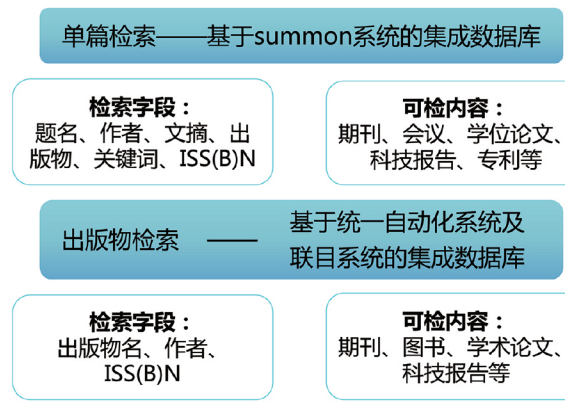 单篇检索——基于summon系统的集成数据库
检索字段：
题名、作者、文摘、出
版物、关键词、ISS(B)N
可检内容：
期刊、会议、学位论文、
科技报告、专利等
出版物检索 —— 基于统一自动化系统及
联目系统的集成数据库
检索字段：
出版物名、作者、
ISS(B)N
可检内容：
期刊、图书、学术论文、
科技报告等